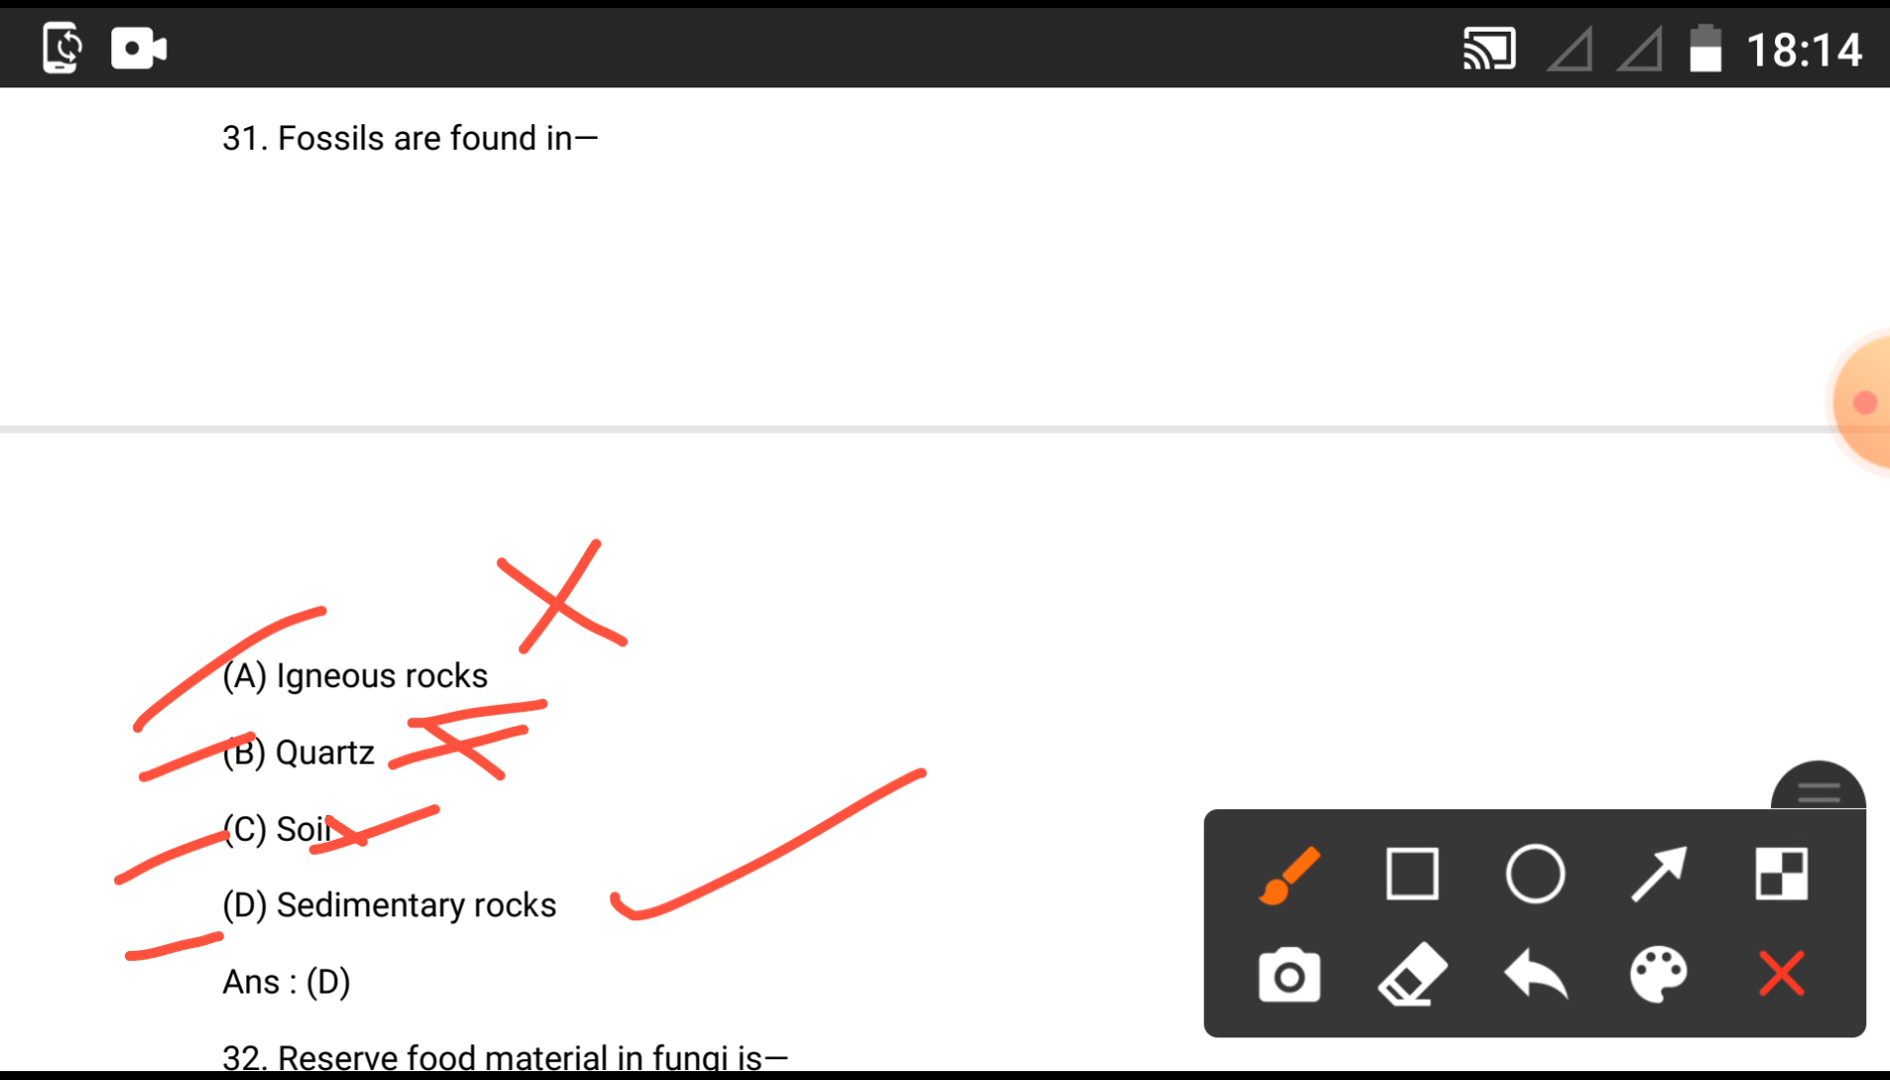 18:14
31. Fossils are found in—
(A) Igneous rocks
(B) Quartz
(C) Soil
(D) Sedimentary rocks
Ans : (D)
32. Reserve food material in fungi is—